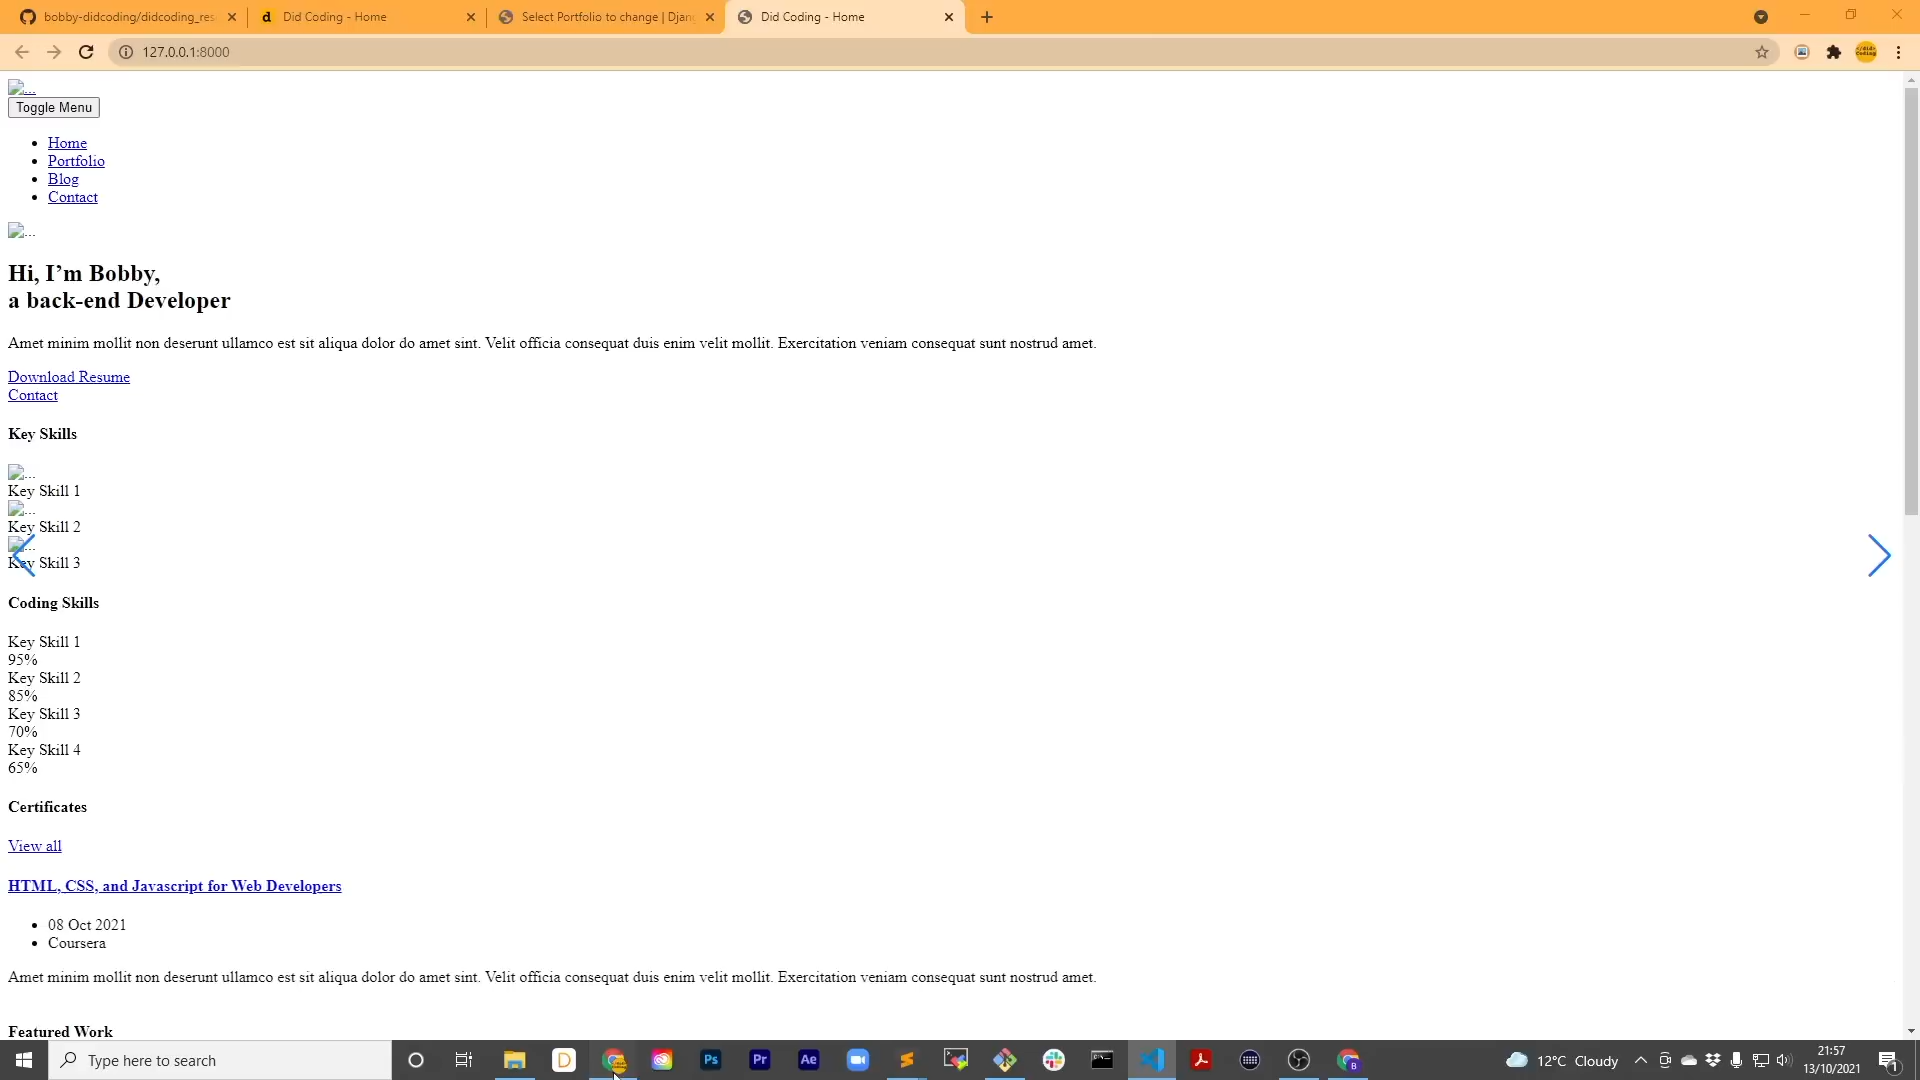 bobby-didcoding/didcoding_res
Did Coding - Home
Select Portfolio to change | Djan
Did Coding - Home
127.0.0.1:8000
...
Toggle Menu
Home
Portfolio
Blog
Contact
...
Hi, I’m Bobby,
a back-end Developer
Amet minim mollit non deserunt ullamco est sit aliqua dolor do amet sint. Velit officia consequat duis enim velit mollit. Exercitation veniam consequat sunt nostrud amet.
Download Resume
Contact
Key Skills
...
Key Skill 1
...
Key Skill 2
...
Key Skill 3
Coding Skills
Key Skill 1
95%
Key Skill 2
85%
Key Skill 3
70%
Key Skill 4
65%
Certificates
View all
HTML, CSS, and Javascript for Web Developers
08 Oct 2021
Coursera
Amet minim mollit non deserunt ullamco est sit aliqua dolor do amet sint. Velit officia consequat duis enim velit mollit. Exercitation veniam consequat sunt nostrud amet.
Featured Work
Type here to search
D
Ps
Pr
Ae
12°C Cloudy
21:57
13/10/2021
1